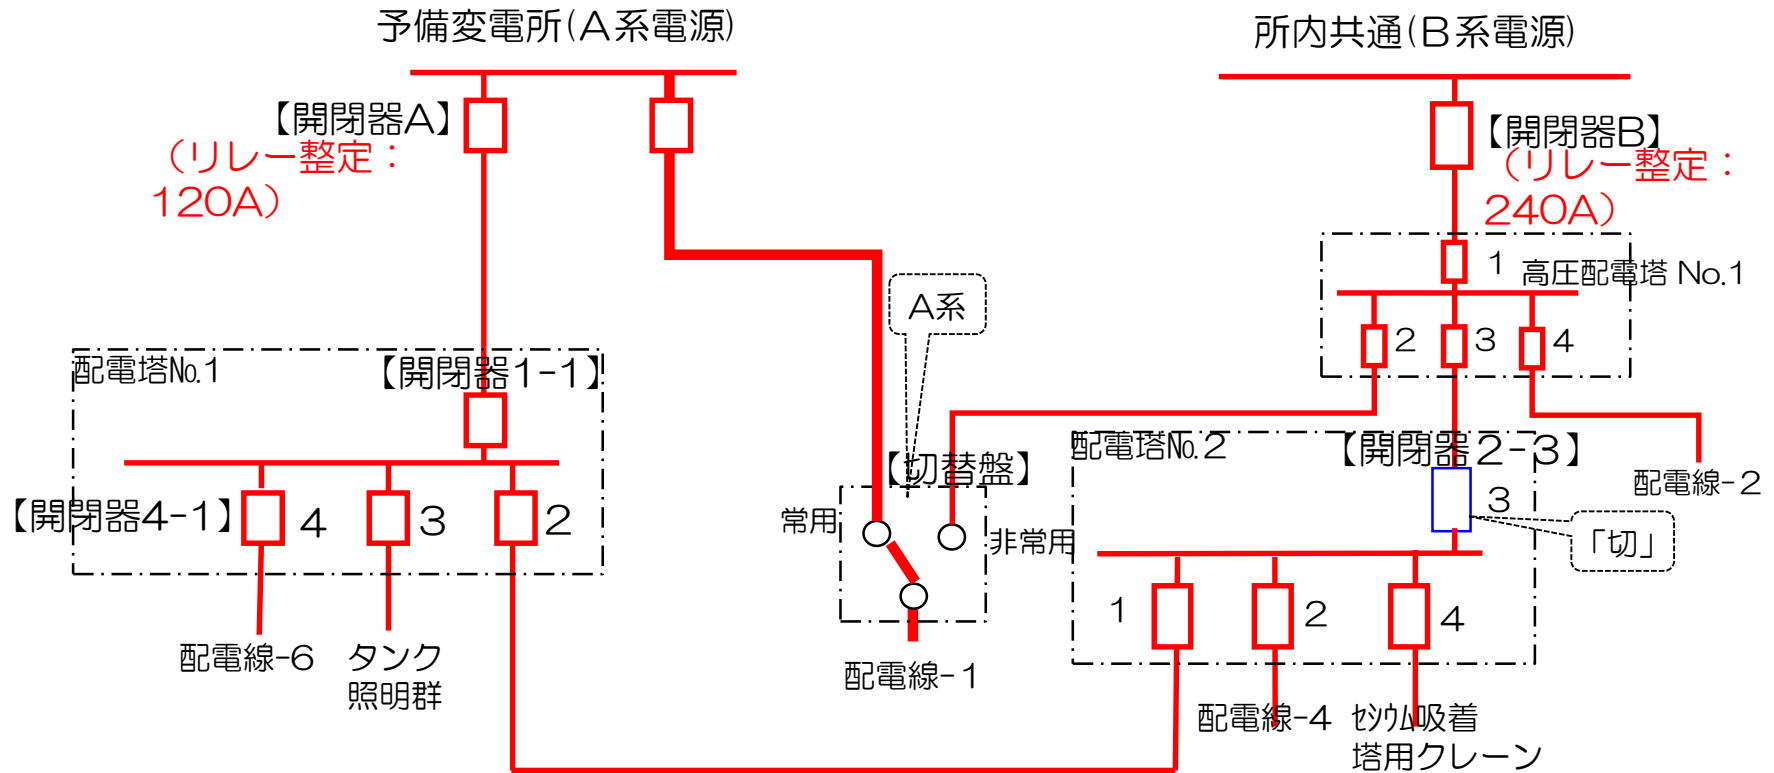 予備変電所(A系電源)
所内共通(B系電源)
【開閉器A】
(リレー整定：
120A)
【開閉器B】
(リレー整定：
240A)
1
高圧配電塔 No.1
2
3
4
A系
配電塔No.1
【開閉器1-1】
【開閉器4-1】
4
3
2
【切替盤】
常用
非常用
配電塔No.2
【開閉器2-3】
3
「切」
配電線-2
1
2
4
配電線-6
タンク
照明群
配電線-1
配電線-4
ｾｼｳﾑ吸着
塔用クレーン